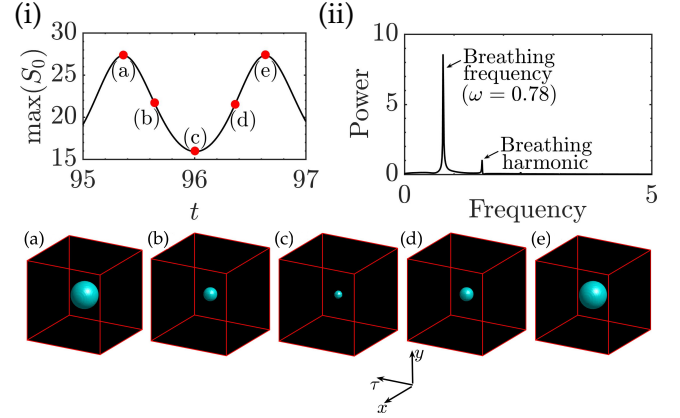 (i)
max(S₀)
30
25
20
15
(a)
(b)
(c)
(d)
(e)
95
96
97
t
(ii)
Power
10
5
0
Breathing
frequency
(ω = 0.78)
Breathing
harmonic
0
5
Frequency
(a)
(b)
(c)
(d)
(e)
y
τ
x